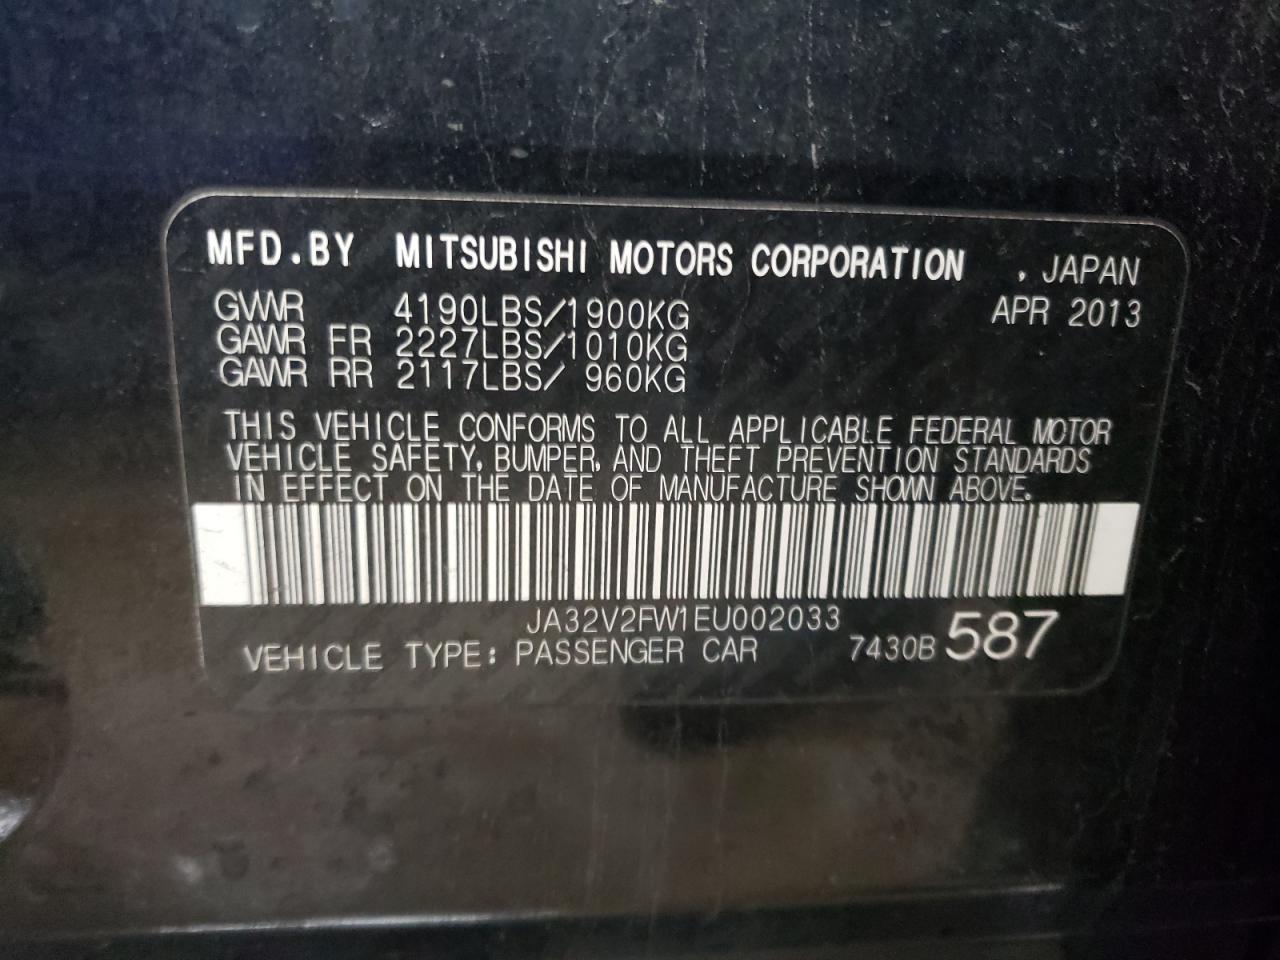 MFD.BY MITSUBISHI MOTORS CORPORATION , JAPAN
GVWR 4190LBS/1900KG APR 2013
GAWR FR 2227LBS/1010KG
GAWR RR 2117LBS/ 960KG
THIS VEHICLE CONFORMS TO ALL APPLICABLE FEDERAL MOTOR
VEHICLE SAFETY, BUMPER, AND THEFT PREVENTION STANDARDS
IN EFFECT ON THE DATE OF MANUFACTURE SHOWN ABOVE.
JA32V2FW1EU002033
VEHICLE TYPE: PASSENGER CAR 7430B 587